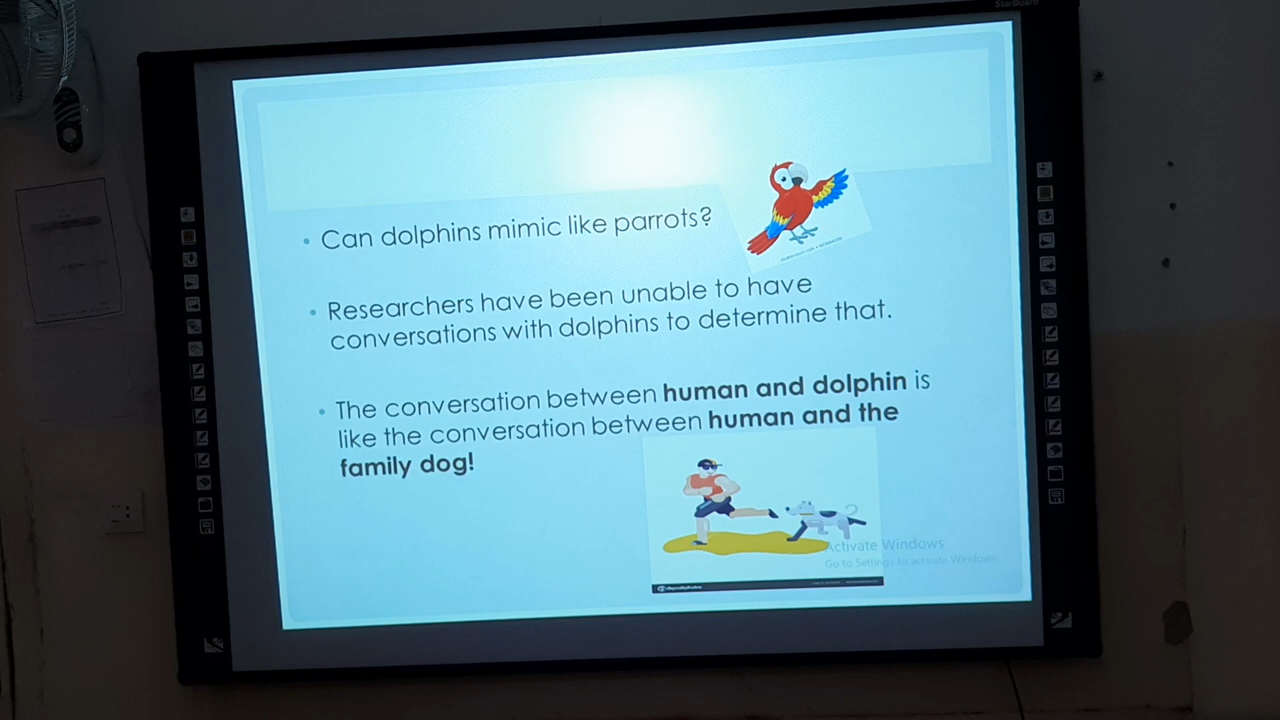 StarBoard
• Can dolphins mimic like parrots?
• Researchers have been unable to have
conversations with dolphins to determine that.
• The conversation between human and dolphin is
like the conversation between human and the
family dog!
Activate Windows
Go to Settings to activate Windows.